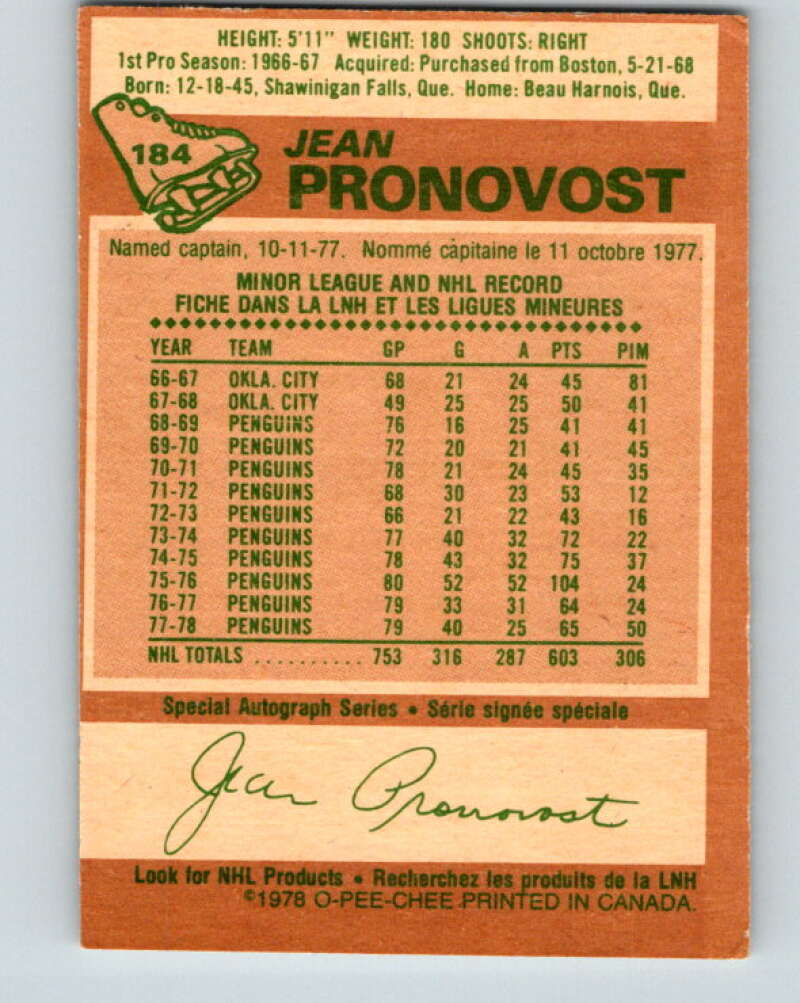 HEIGHT: 5'11" WEIGHT: 180 SHOOTS: RIGHT
1st Pro Season: 1966-67 Acquired: Purchased from Boston, 5-21-68
Born: 12-18-45, Shawinigan Falls, Que. Home: Beau Harnois, Que.
184
JEAN
PRONOVOST
Named captain, 10-11-77. Nommé capitaine le 11 octobre 1977.
MINOR LEAGUE AND NHL RECORD
FICHE DANS LA LNH ET LES LIGUES MINEURES
YEAR TEAM GP G A PTS PIM
66-67 OKLA. CITY 68 21 24 45 81
67-68 OKLA. CITY 49 25 25 50 41
68-69 PENGUINS 76 16 25 41 41
69-70 PENGUINS 72 20 21 41 45
70-71 PENGUINS 78 21 24 45 35
71-72 PENGUINS 68 30 23 53 12
72-73 PENGUINS 66 21 22 43 16
73-74 PENGUINS 77 40 32 72 22
74-75 PENGUINS 78 43 32 75 37
75-76 PENGUINS 80 52 52 104 24
76-77 PENGUINS 79 33 31 64 24
77-78 PENGUINS 79 40 25 65 50
NHL TOTALS .......... 753 316 287 603 306
Special Autograph Series • Série signée spéciale
Jean Pronovost
Look for NHL Products • Recherchez les produits de la LNH
©1978 O-PEE-CHEE PRINTED IN CANADA.